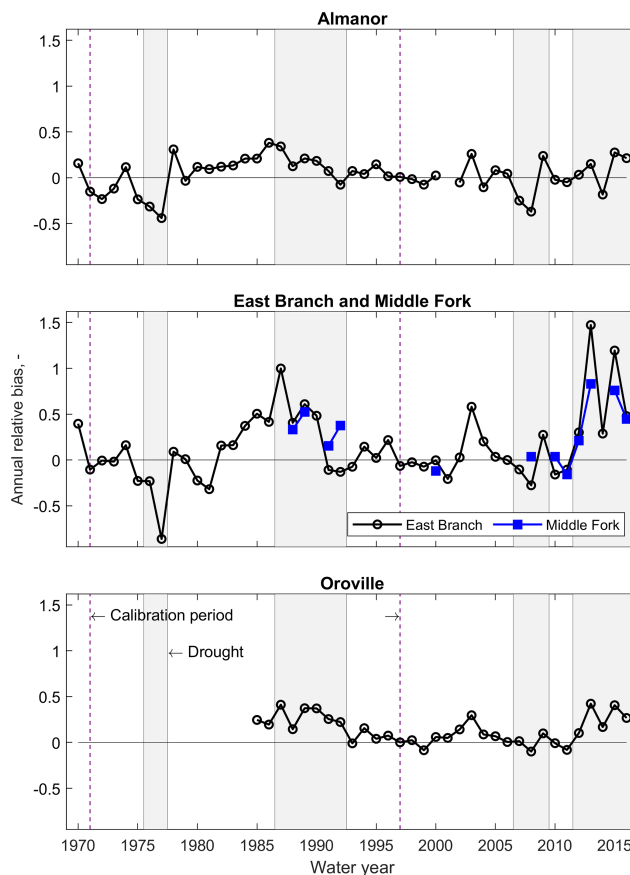 Almanor
1.5
1
0.5
0
-0.5
East Branch and Middle Fork
1.5
1
0.5
0
-0.5
Annual relative bias, -
East Branch
Middle Fork
Oroville
1.5
1
0.5
0
-0.5
← Calibration period →
← Drought
1970 1975 1980 1985 1990 1995 2000 2005 2010 2015
Water year